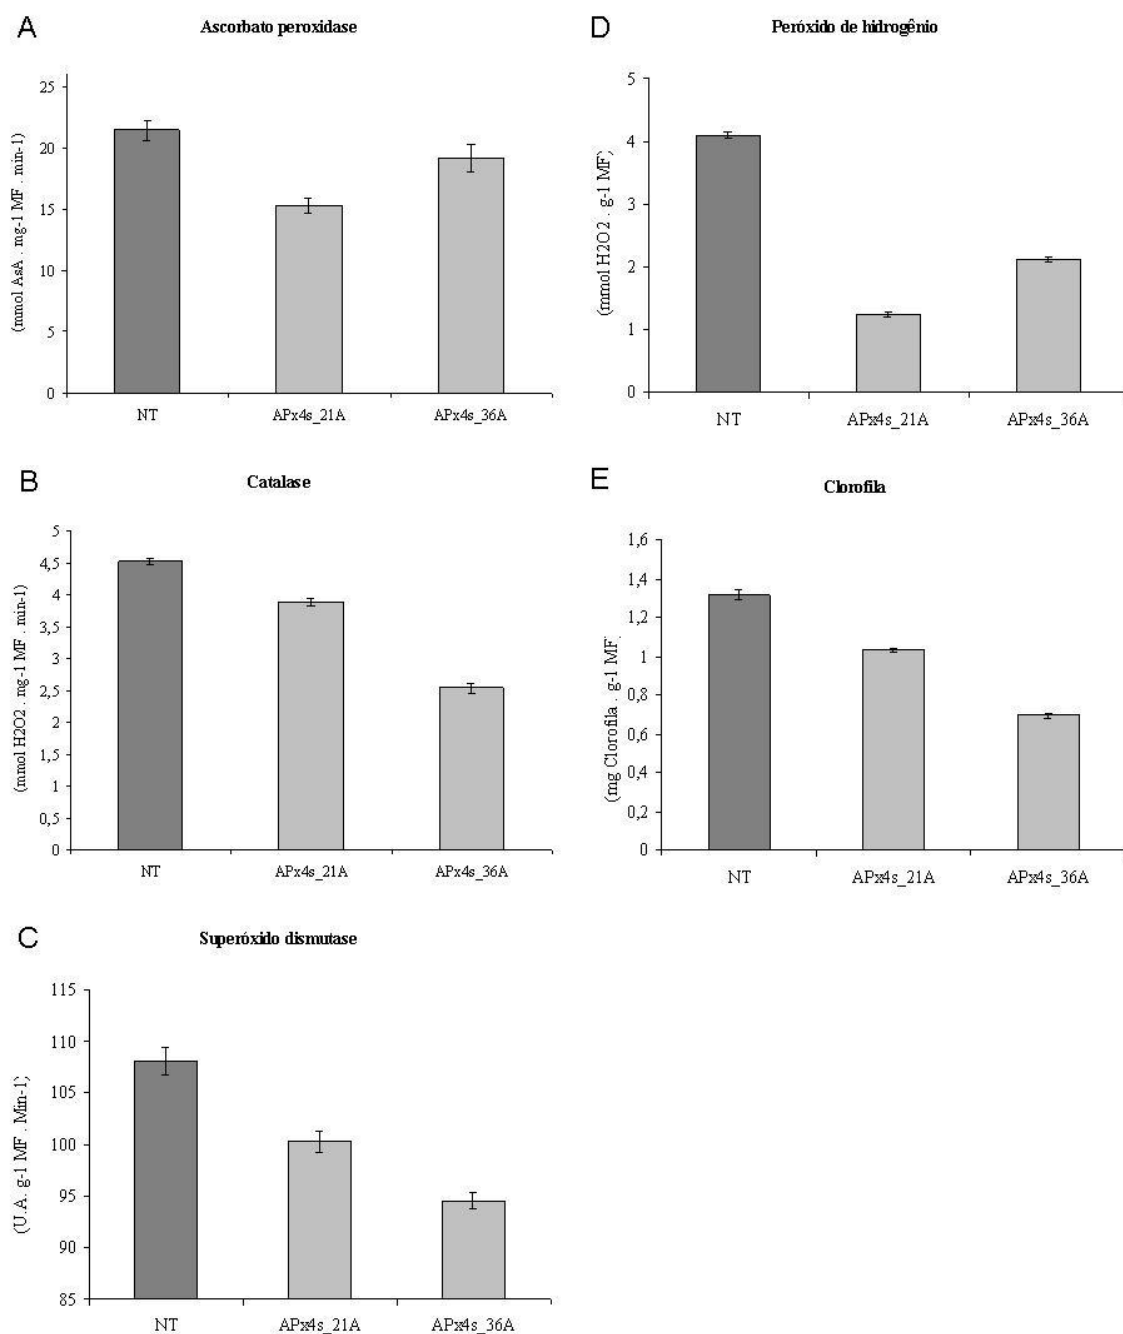 A
Ascorbato peroxidase
(mmol AsA . mg-1 MF . min-1)
25
20
15
10
5
0
NT
APx4s_21A
APx4s_36A
B
Catalase
(mmol H2O2 . mg-1 MF . min-1)
5
4,5
4
3,5
3
2,5
2
1,5
1
0,5
0
NT
APx4s_21A
APx4s_36A
C
Superóxido dismutase
(U.A. g-1 MF . Min-1)
115
110
105
100
95
90
85
NT
APx4s_21A
APx4s_36A
D
Peróxido de hidrogênio
(mmol H2O2 . g-1 MF)
5
4
3
2
1
0
NT
APx4s_21A
APx4s_36A
E
Clorofila
(mg Clorofila . g-1 MF.
1,6
1,4
1,2
1
0,8
0,6
0,4
0,2
0
NT
APx4s_21A
APx4s_36A